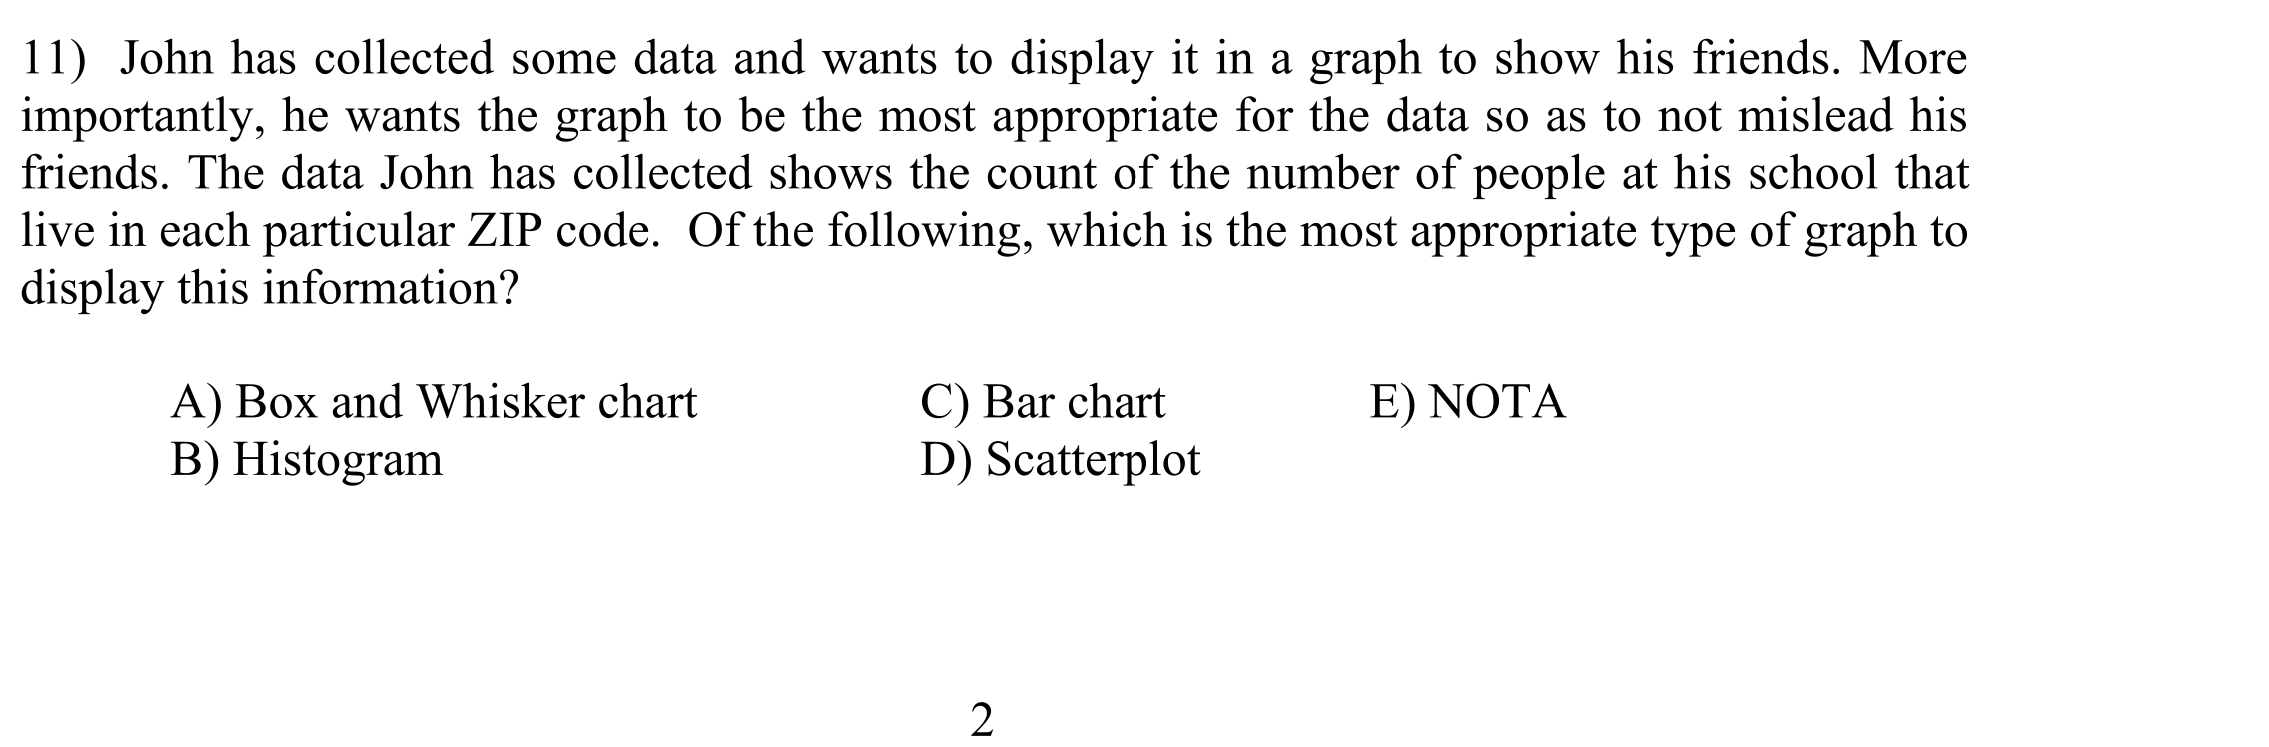 11) John has collected some data and wants to display it in a graph to show his friends. More
importantly, he wants the graph to be the most appropriate for the data so as to not mislead his
friends. The data John has collected shows the count of the number of people at his school that
live in each particular ZIP code. Of the following, which is the most appropriate type of graph to
display this information?
A) Box and Whisker chart C) Bar chart E) NOTA
B) Histogram D) Scatterplot
2